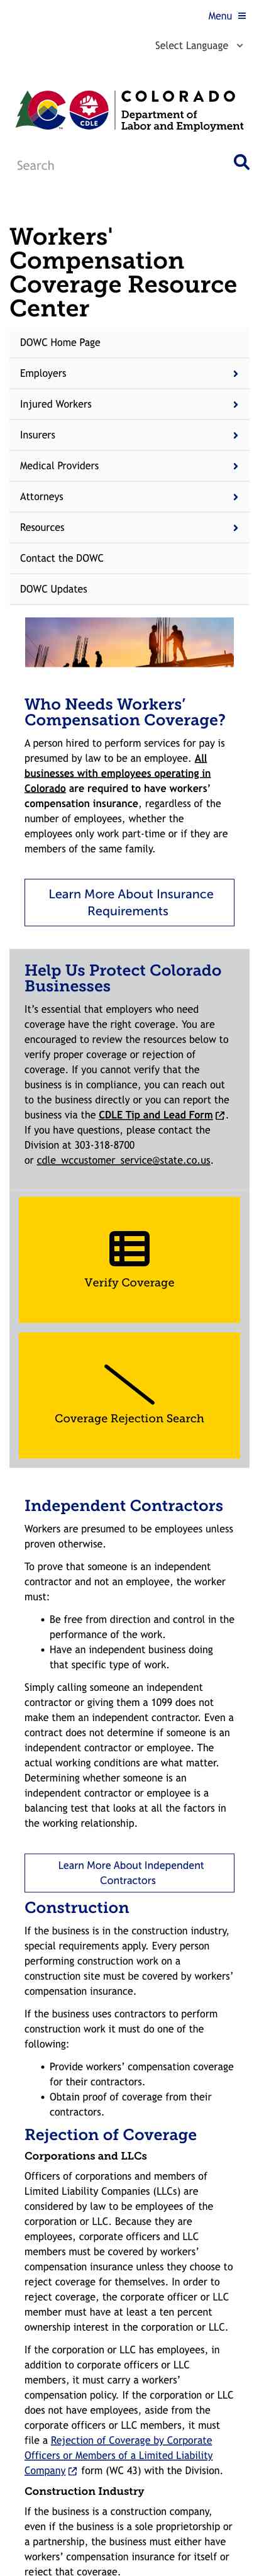 Menu
Select Language
COLORADO
Department of
Labor and Employment
CDLE
Search
Workers'
Compensation
Coverage Resource
Center
DOWC Home Page
Employers
Injured Workers
Insurers
Medical Providers
Attorneys
Resources
Contact the DOWC
DOWC Updates
Who Needs Workers’
Compensation Coverage?
A person hired to perform services for pay is
presumed by law to be an employee. All
businesses with employees operating in
Colorado are required to have workers’
compensation insurance, regardless of the
number of employees, whether the
employees only work part-time or if they are
members of the same family.
Learn More About Insurance
Requirements
Help Us Protect Colorado
Businesses
It’s essential that employers who need
coverage have the right coverage. You are
encouraged to review the resources below to
verify proper coverage or rejection of
coverage. If you cannot verify that the
business is in compliance, you can reach out
to the business directly or you can report the
business via the CDLE Tip and Lead Form .
If you have questions, please contact the
Division at 303-318-8700
or cdle_wccustomer_service@state.co.us.
Verify Coverage
Coverage Rejection Search
Independent Contractors
Workers are presumed to be employees unless
proven otherwise.
To prove that someone is an independent
contractor and not an employee, the worker
must:
• Be free from direction and control in the
performance of the work.
• Have an independent business doing
that specific type of work.
Simply calling someone an independent
contractor or giving them a 1099 does not
make them an independent contractor. Even a
contract does not determine if someone is an
independent contractor or employee. The
actual working conditions are what matter.
Determining whether someone is an
independent contractor or employee is a
balancing test that looks at all the factors in
the working relationship.
Learn More About Independent
Contractors
Construction
If the business is in the construction industry,
special requirements apply. Every person
performing construction work on a
construction site must be covered by workers’
compensation insurance.
If the business uses contractors to perform
construction work it must do one of the
following:
• Provide workers’ compensation coverage
for their contractors.
• Obtain proof of coverage from their
contractors.
Rejection of Coverage
Corporations and LLCs
Officers of corporations and members of
Limited Liability Companies (LLCs) are
considered by law to be employees of the
corporation or LLC. Because they are
employees, corporate officers and LLC
members must be covered by workers’
compensation insurance unless they choose to
reject coverage for themselves. In order to
reject coverage, the corporate officer or LLC
member must have at least a ten percent
ownership interest in the corporation or LLC.
If the corporation or LLC has employees, in
addition to corporate officers or LLC
members, it must carry a workers’
compensation policy. If the corporation or LLC
does not have employees, aside from the
corporate officers or LLC members, it must
file a Rejection of Coverage by Corporate
Officers or Members of a Limited Liability
Company form (WC 43) with the Division.
Construction Industry
If the business is a construction company,
even if the business is a sole proprietorship or
a partnership, the business must either have
workers’ compensation insurance for itself or
reject that coverage.